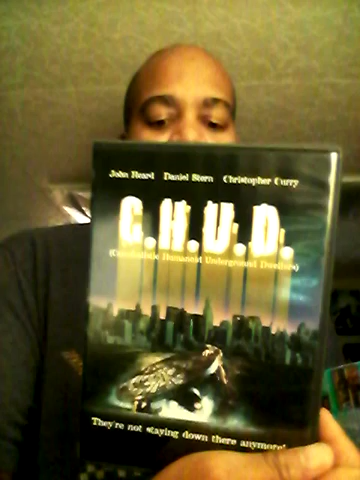 John Heard Daniel Stern Christopher Curry
C.H.U.D.
(Cannibalistic Humanoid Underground Dwellers)
They're not staying down there anymore!